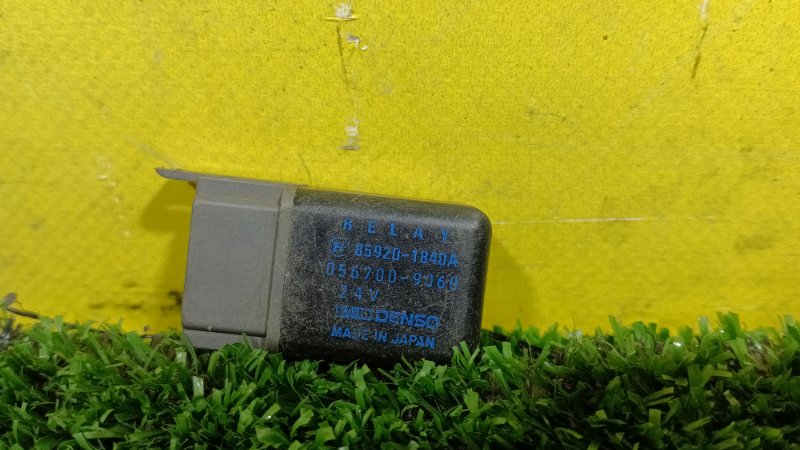 RELAY
Ⓗ 85920-1840A
056700-9060
24V
DENSO
MADE IN JAPAN